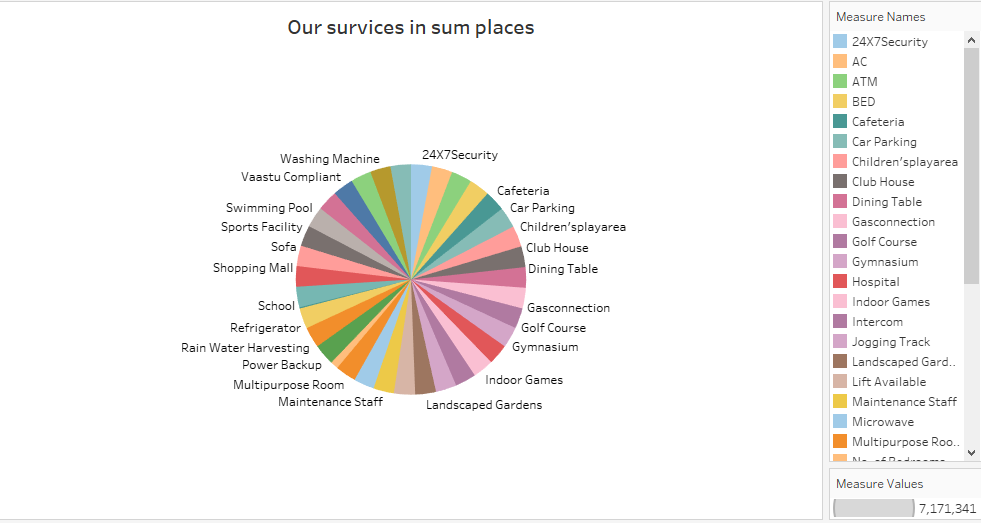 Our survices in sum places
Washing Machine
24X7Security
Vaastu Compliant
Cafeteria
Swimming Pool
Car Parking
Sports Facility
Children'splayarea
Sofa
Club House
Shopping Mall
Dining Table
School
Gasconnection
Refrigerator
Golf Course
Rain Water Harvesting
Gymnasium
Power Backup
Multipurpose Room
Indoor Games
Maintenance Staff
Landscaped Gardens
Measure Names
24X7Security
AC
ATM
BED
Cafeteria
Car Parking
Children'splayarea
Club House
Dining Table
Gasconnection
Golf Course
Gymnasium
Hospital
Indoor Games
Intercom
Jogging Track
Landscaped Gard..
Lift Available
Maintenance Staff
Microwave
Multipurpose Roo..
No. of Bedrooms
Measure Values
7,171,341